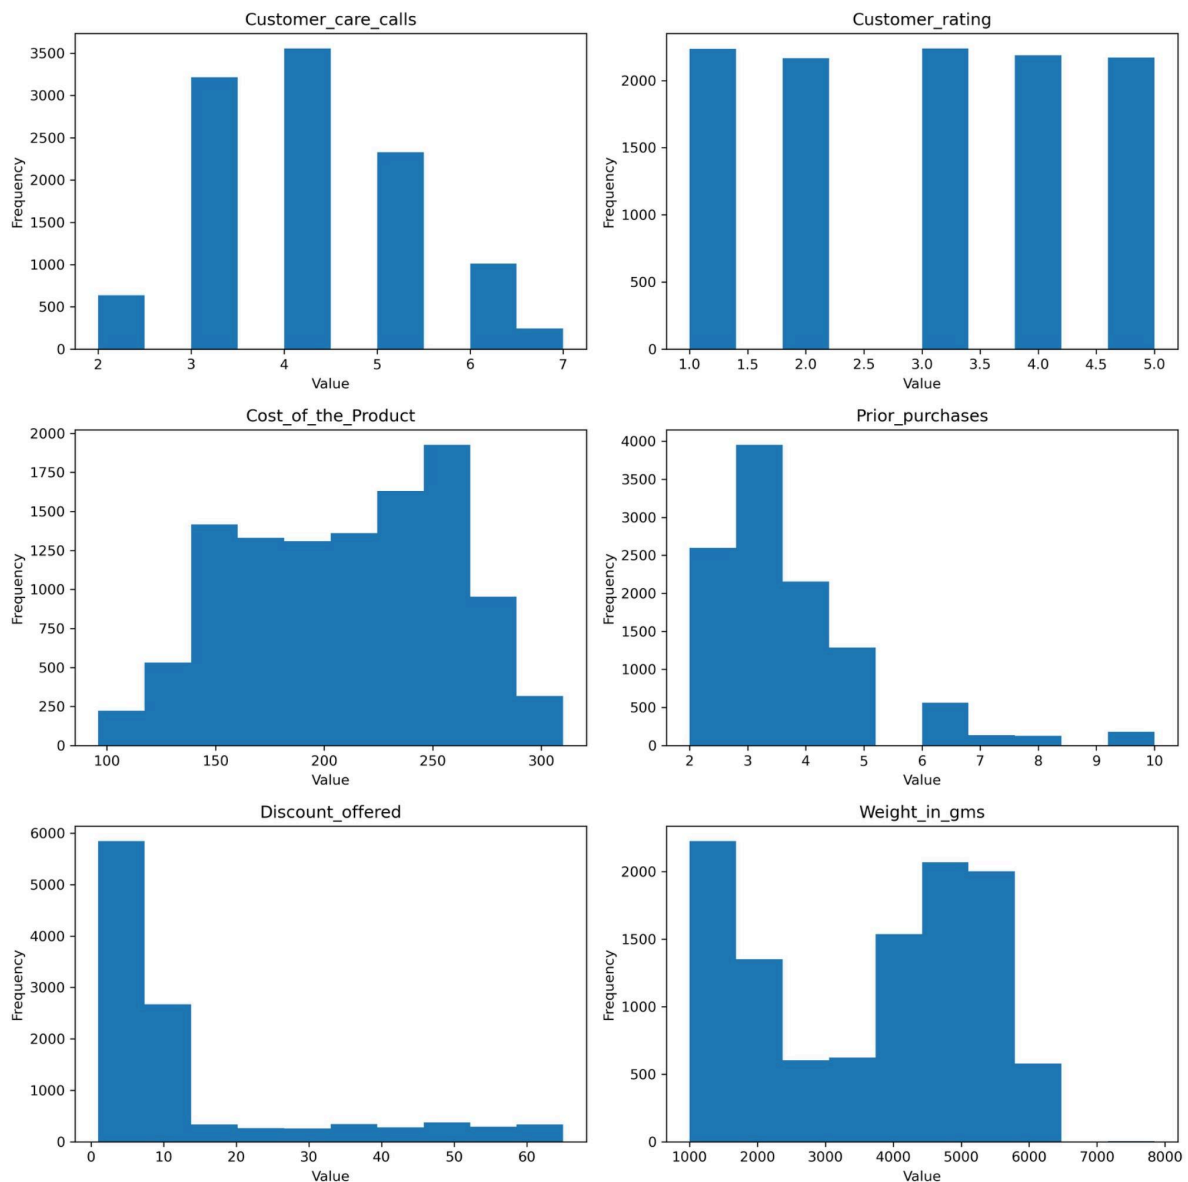 Customer_care_calls
Frequency
3500
3000
2500
2000
1500
1000
500
0
2 3 4 5 6 7
Value
Customer_rating
Frequency
2000
1500
1000
500
0
1.0 1.5 2.0 2.5 3.0 3.5 4.0 4.5 5.0
Value
Cost_of_the_Product
Frequency
2000
1750
1500
1250
1000
750
500
250
0
100 150 200 250 300
Value
Prior_purchases
Frequency
4000
3500
3000
2500
2000
1500
1000
500
0
2 3 4 5 6 7 8 9 10
Value
Discount_offered
Frequency
6000
5000
4000
3000
2000
1000
0
0 10 20 30 40 50 60
Value
Weight_in_gms
Frequency
2000
1500
1000
500
0
1000 2000 3000 4000 5000 6000 7000 8000
Value